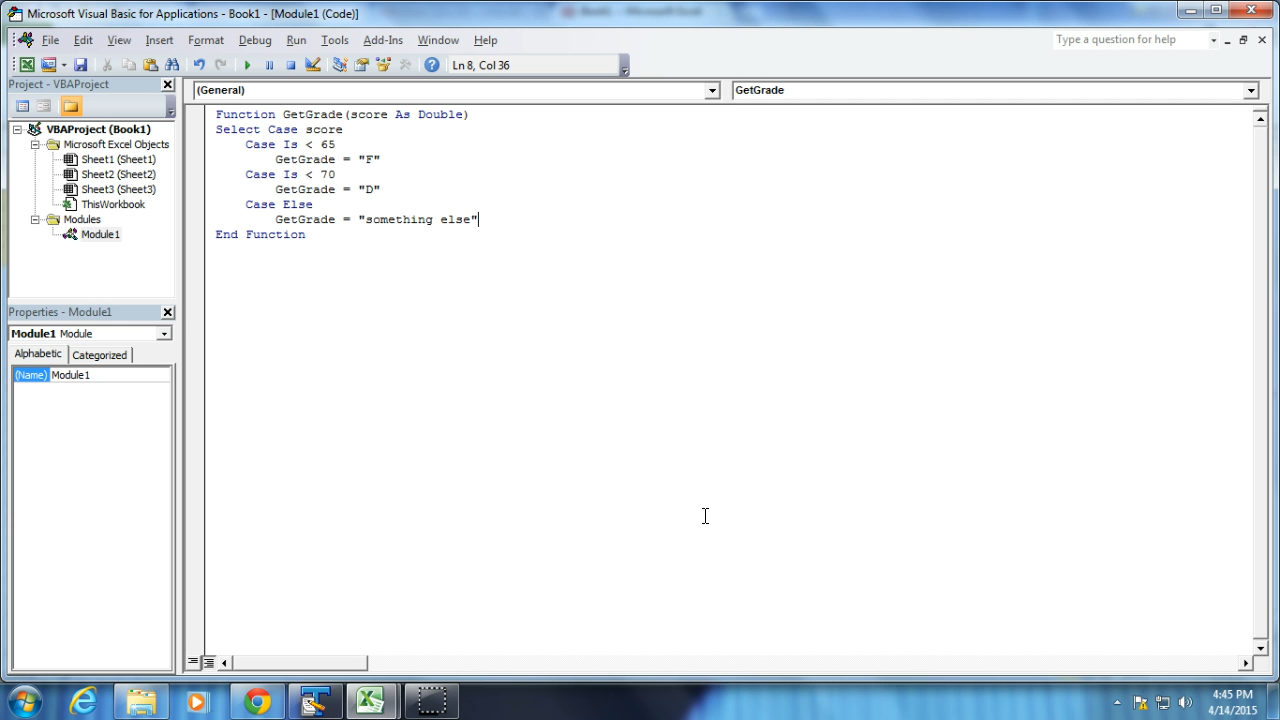 Microsoft Visual Basic for Applications - Book1 - [Module1 (Code)]
File Edit View Insert Format Debug Run Tools Add-Ins Window Help
Type a question for help
Ln 8, Col 36
Project - VBAProject
(General)
GetGrade
VBAProject (Book1)
Microsoft Excel Objects
Sheet1 (Sheet1)
Sheet2 (Sheet2)
Sheet3 (Sheet3)
ThisWorkbook
Modules
Module1
Properties - Module1
Module1 Module
Alphabetic Categorized
(Name) Module1
Function GetGrade(score As Double)
Select Case score
Case Is < 65
GetGrade = "F"
Case Is < 70
GetGrade = "D"
Case Else
GetGrade = "something else"
End Function
4:45 PM
4/14/2015